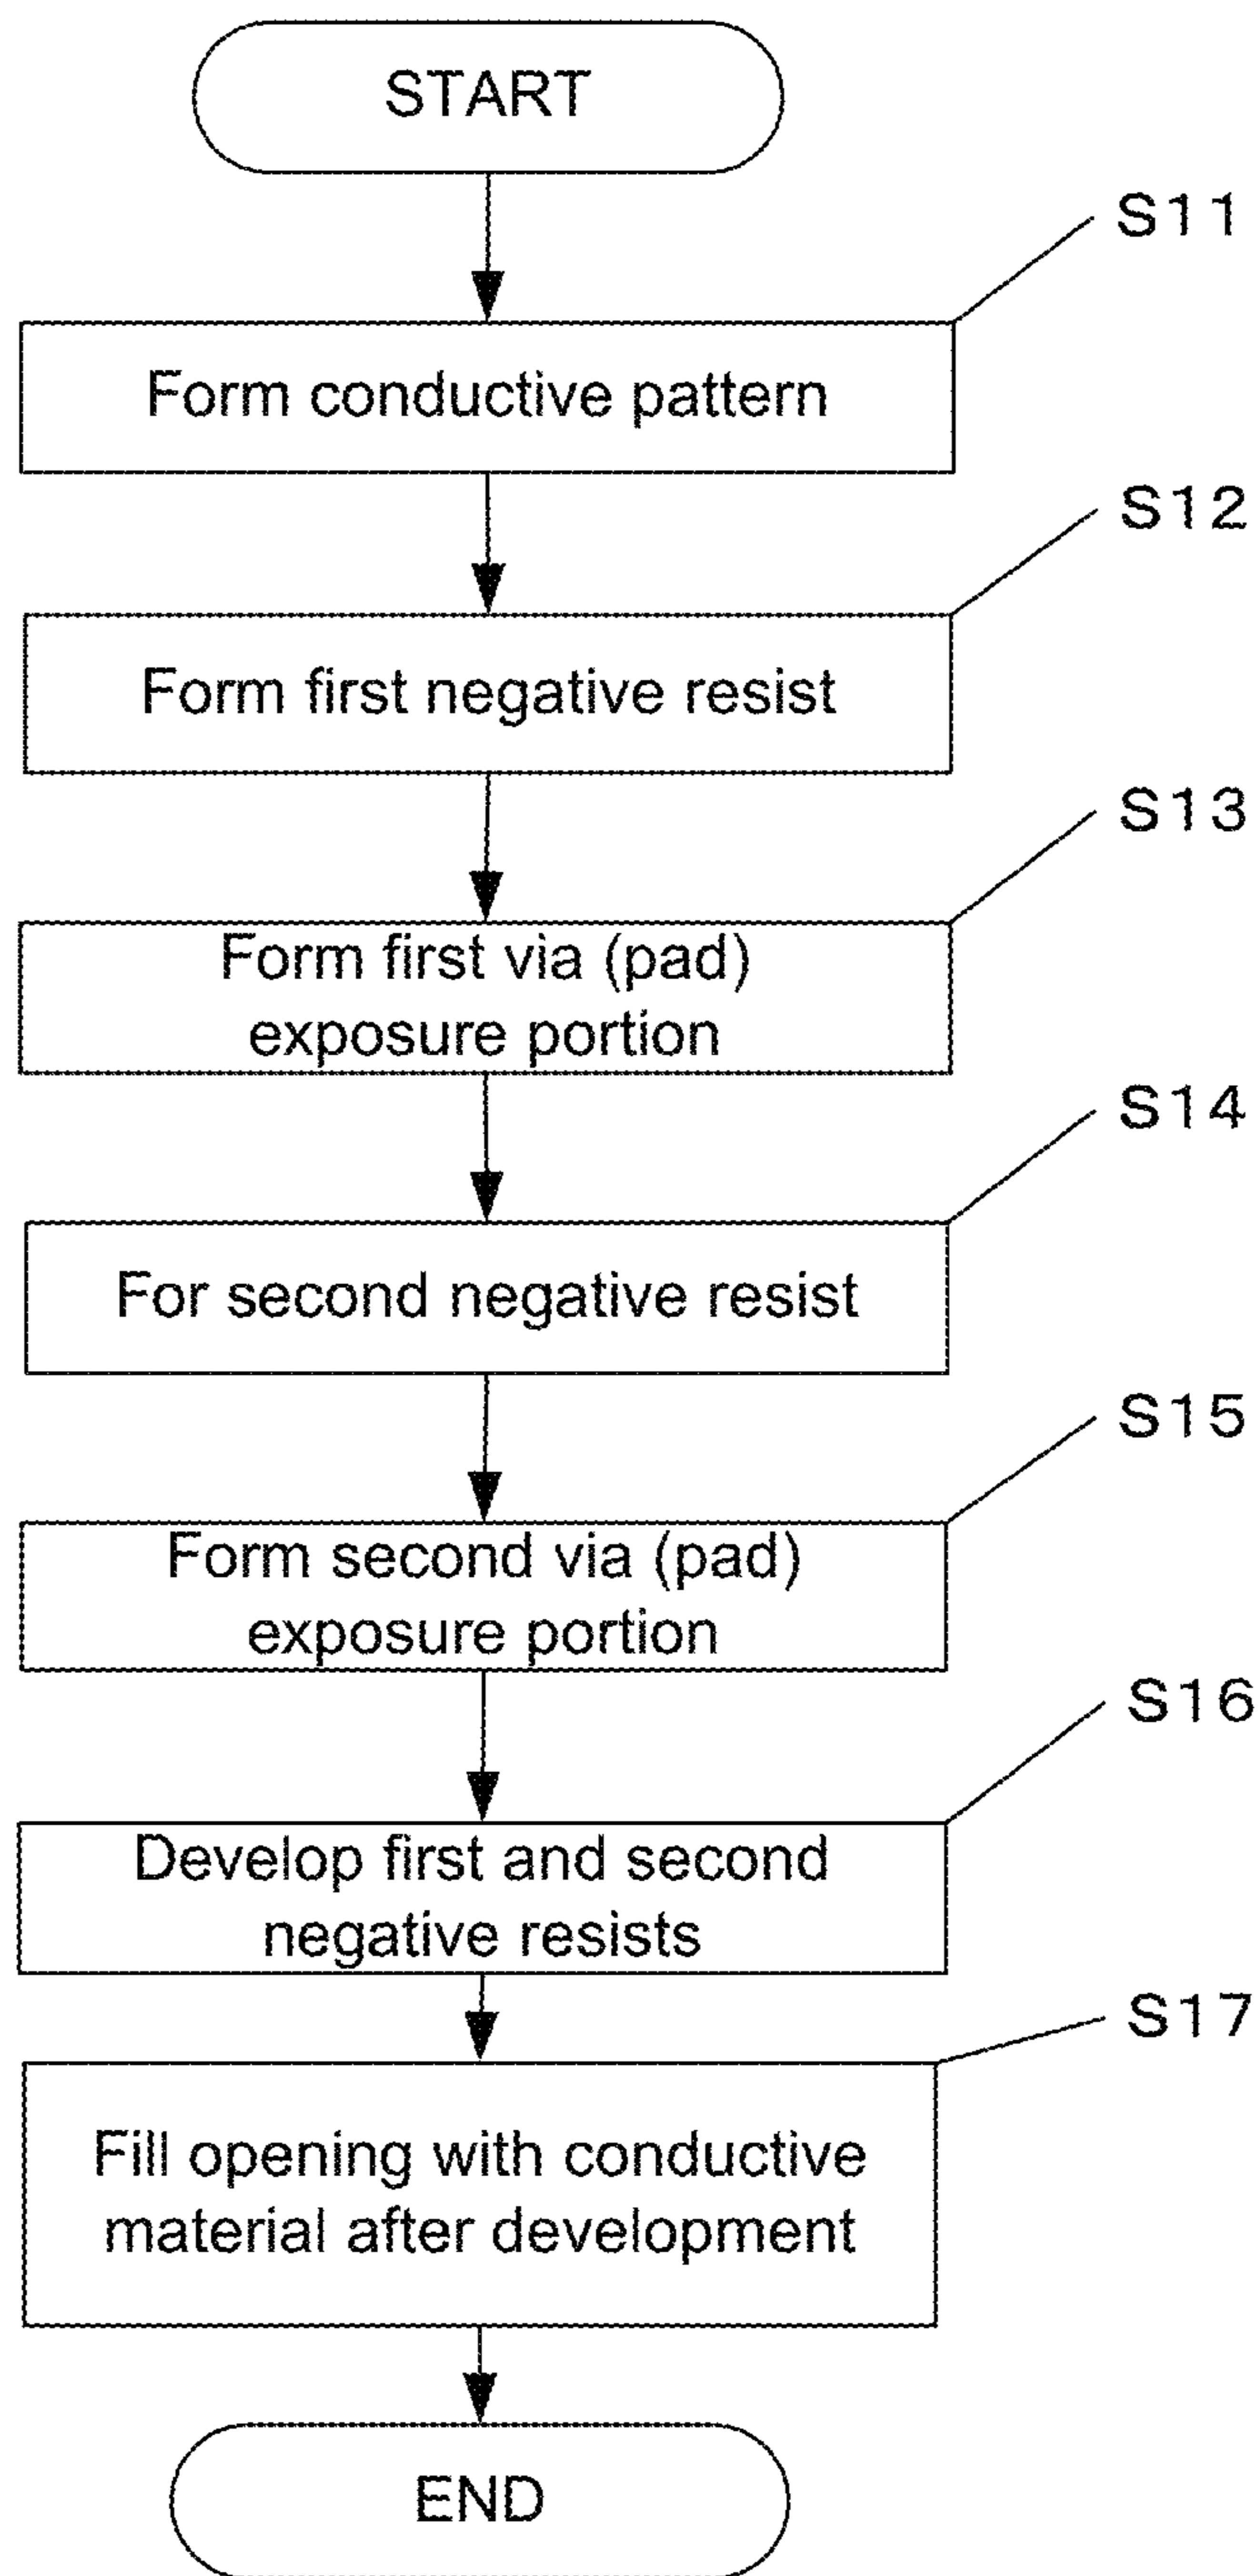 START
S11
Form conductive pattern
S12
Form first negative resist
S13
Form first via (pad)
exposure portion
S14
For second negative resist
S15
Form second via (pad)
exposure portion
S16
Develop first and second
negative resists
S17
Fill opening with conductive
material after development
END